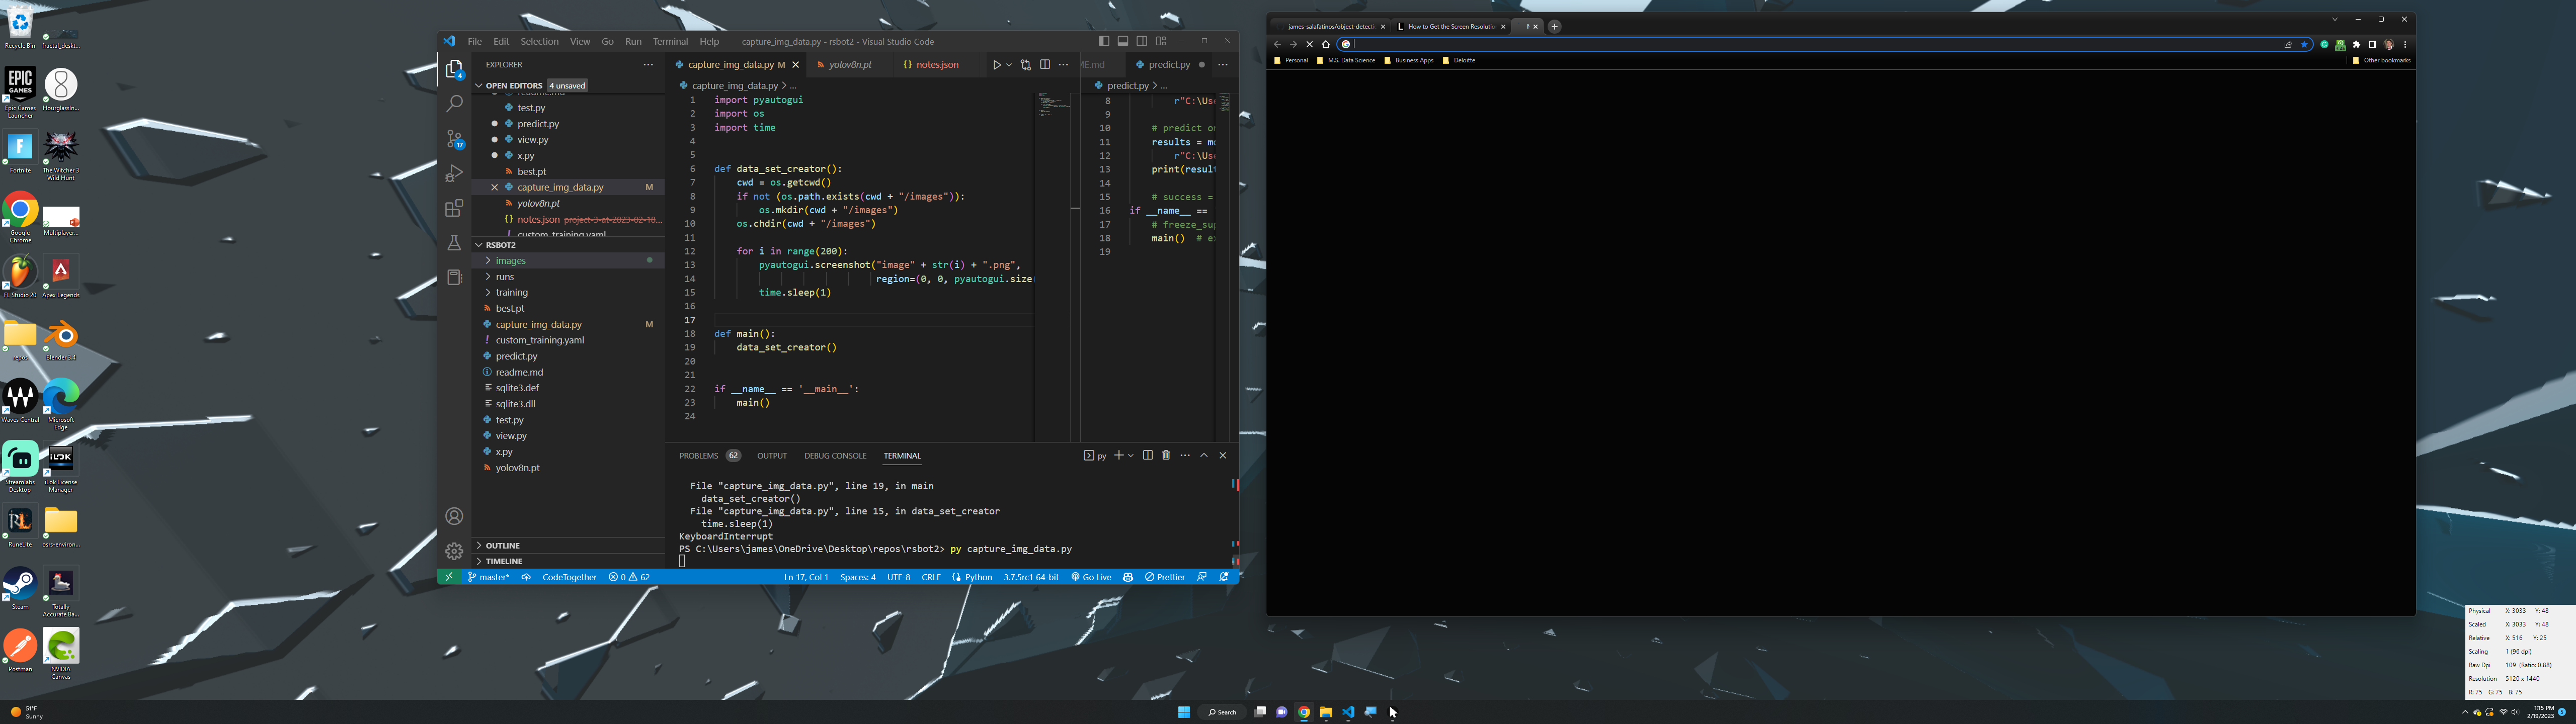 Recycle Bin
fractal_deskt...
Epic Games
Launcher
Hourglassin...
Fortnite
The Witcher 3
Wild Hunt
Google
Chrome
Multiplayer...
FL Studio 20
Apex Legends
repos
Blender 3.4
Waves Central
Microsoft
Edge
Streamlabs
Desktop
iLok License
Manager
RuneLite
osrs-environ...
Steam
Totally
Accurate Ba...
Postman
NVIDIA
Canvas
51°F
Sunny
File Edit Selection View Go Run Terminal Help
capture_img_data.py - rsbot2 - Visual Studio Code
EXPLORER
OPEN EDITORS 4 unsaved
readme.md
test.py
predict.py
view.py
x.py
best.pt
capture_img_data.py M
yolov8n.pt
notes.json project-3-at-2023-02-18...
custom_training.yaml
RSBOT2
images
runs
training
best.pt
capture_img_data.py M
custom_training.yaml
predict.py
readme.md
sqlite3.def
sqlite3.dll
test.py
view.py
x.py
yolov8n.pt
OUTLINE
TIMELINE
4
17
capture_img_data.py M
yolov8n.pt
notes.json
capture_img_data.py > ...
1 import pyautogui
2 import os
3 import time
4
5
6 def data_set_creator():
7 cwd = os.getcwd()
8 if not (os.path.exists(cwd + "/images")):
9 os.mkdir(cwd + "/images")
10 os.chdir(cwd + "/images")
11
12 for i in range(200):
13 pyautogui.screenshot("image" + str(i) + ".png",
14 region=(0, 0, pyautogui.size(
15 time.sleep(1)
16
17
18 def main():
19 data_set_creator()
20
21
22 if __name__ == '__main__':
23 main()
24
ME.md
predict.py
predict.py > ...
8 r"C:\Use
9
10 # predict on
11 results = mo
12 r"C:\Use
13 print(result
14
15 # success =
16 if __name__ ==
17 # freeze_sup
18 main() # ex
19
PROBLEMS 62 OUTPUT DEBUG CONSOLE TERMINAL
py
File "capture_img_data.py", line 19, in main
data_set_creator()
File "capture_img_data.py", line 15, in data_set_creator
time.sleep(1)
KeyboardInterrupt
PS C:\Users\james\OneDrive\Desktop\repos\rsbot2> py capture_img_data.py
master* CodeTogether 0 62 Ln 17, Col 1 Spaces: 4 UTF-8 CRLF Python 3.7.5rc1 64-bit Go Live Prettier
james-salafatinos/object-detecti
How to Get the Screen Resolution
Personal M.S. Data Science Business Apps Deloitte Other bookmarks
Physical X: 3033 Y: 48
Scaled X: 3033 Y: 48
Relative X: 516 Y: 25
Scaling 1 (96 dpi)
Raw Dpi 109 (Ratio: 0.88)
Resolution 5120 x 1440
R: 75 G: 75 B: 75
Search
1:15 PM
2/19/2023